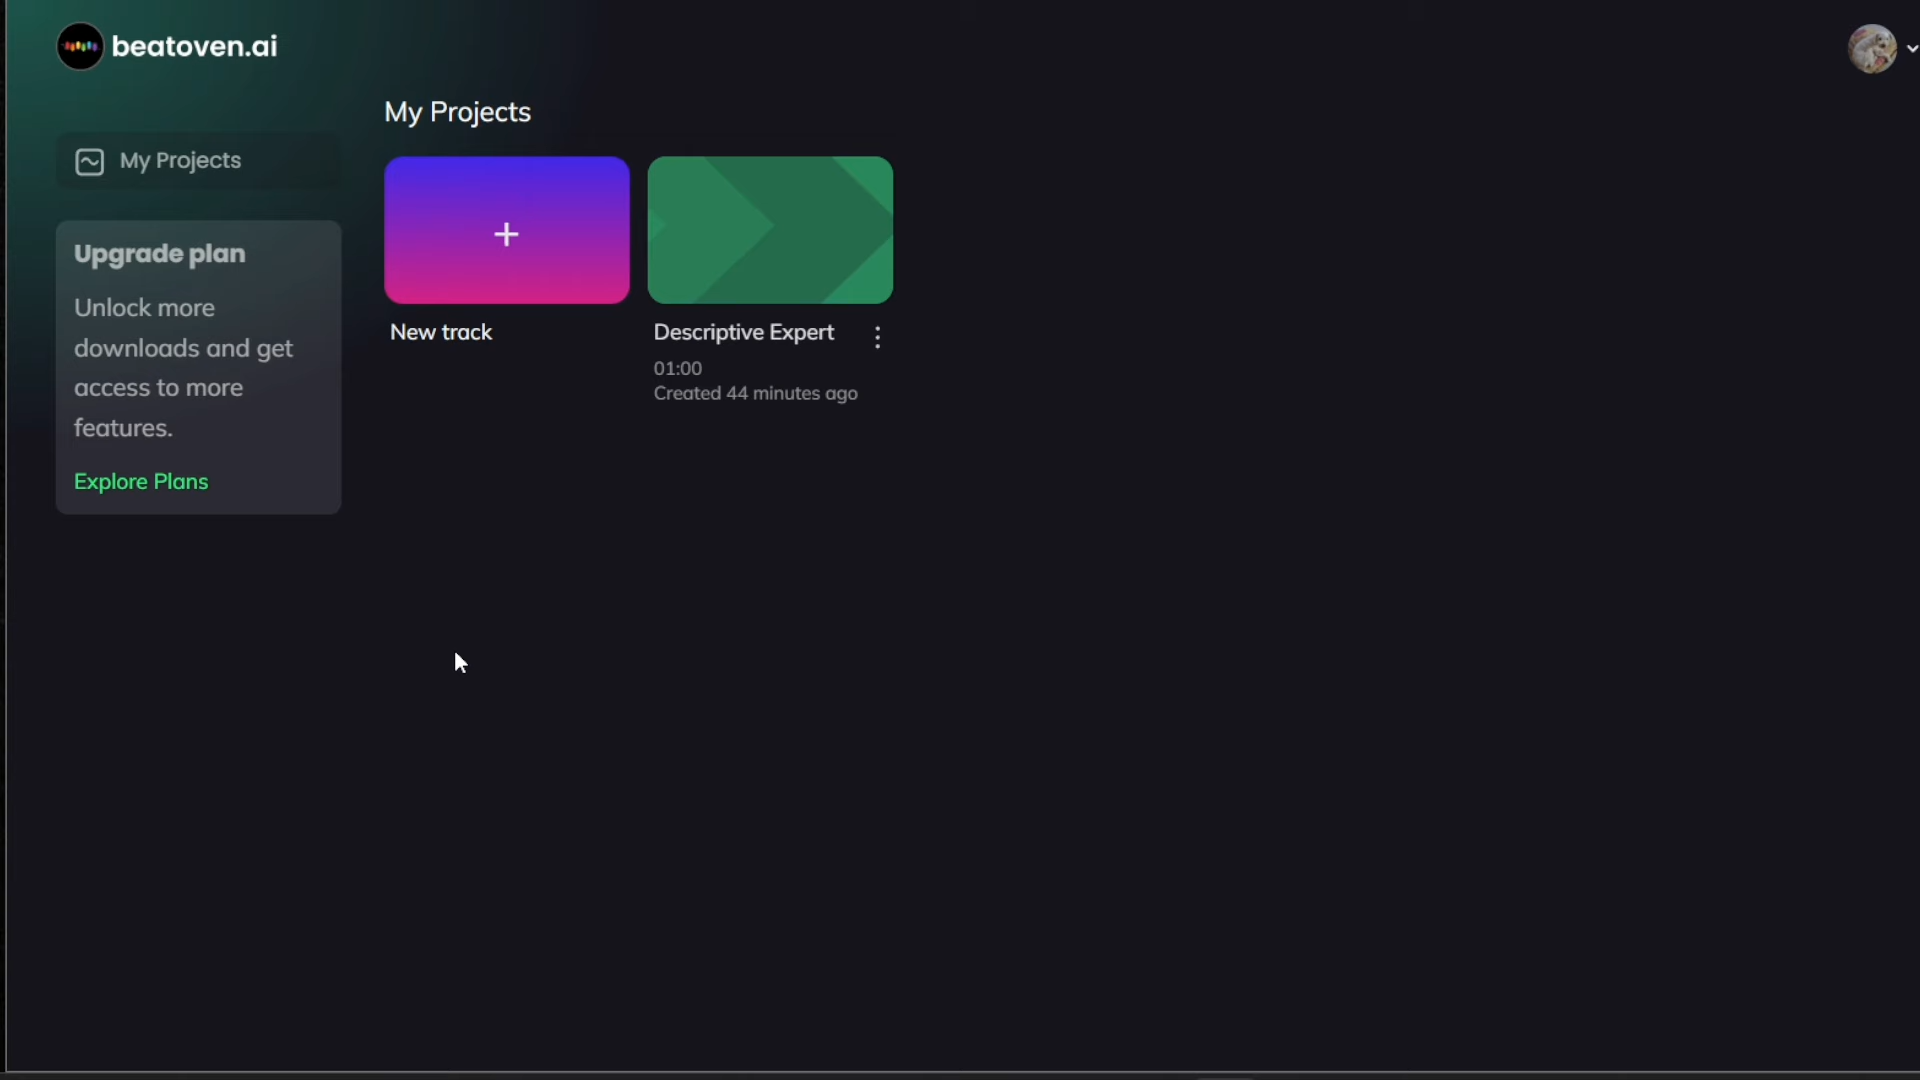 beatoven.ai
My Projects
Upgrade plan
Unlock more
downloads and get
access to more
features.
Explore Plans
My Projects
+
New track
Descriptive Expert
01:00
Created 44 minutes ago